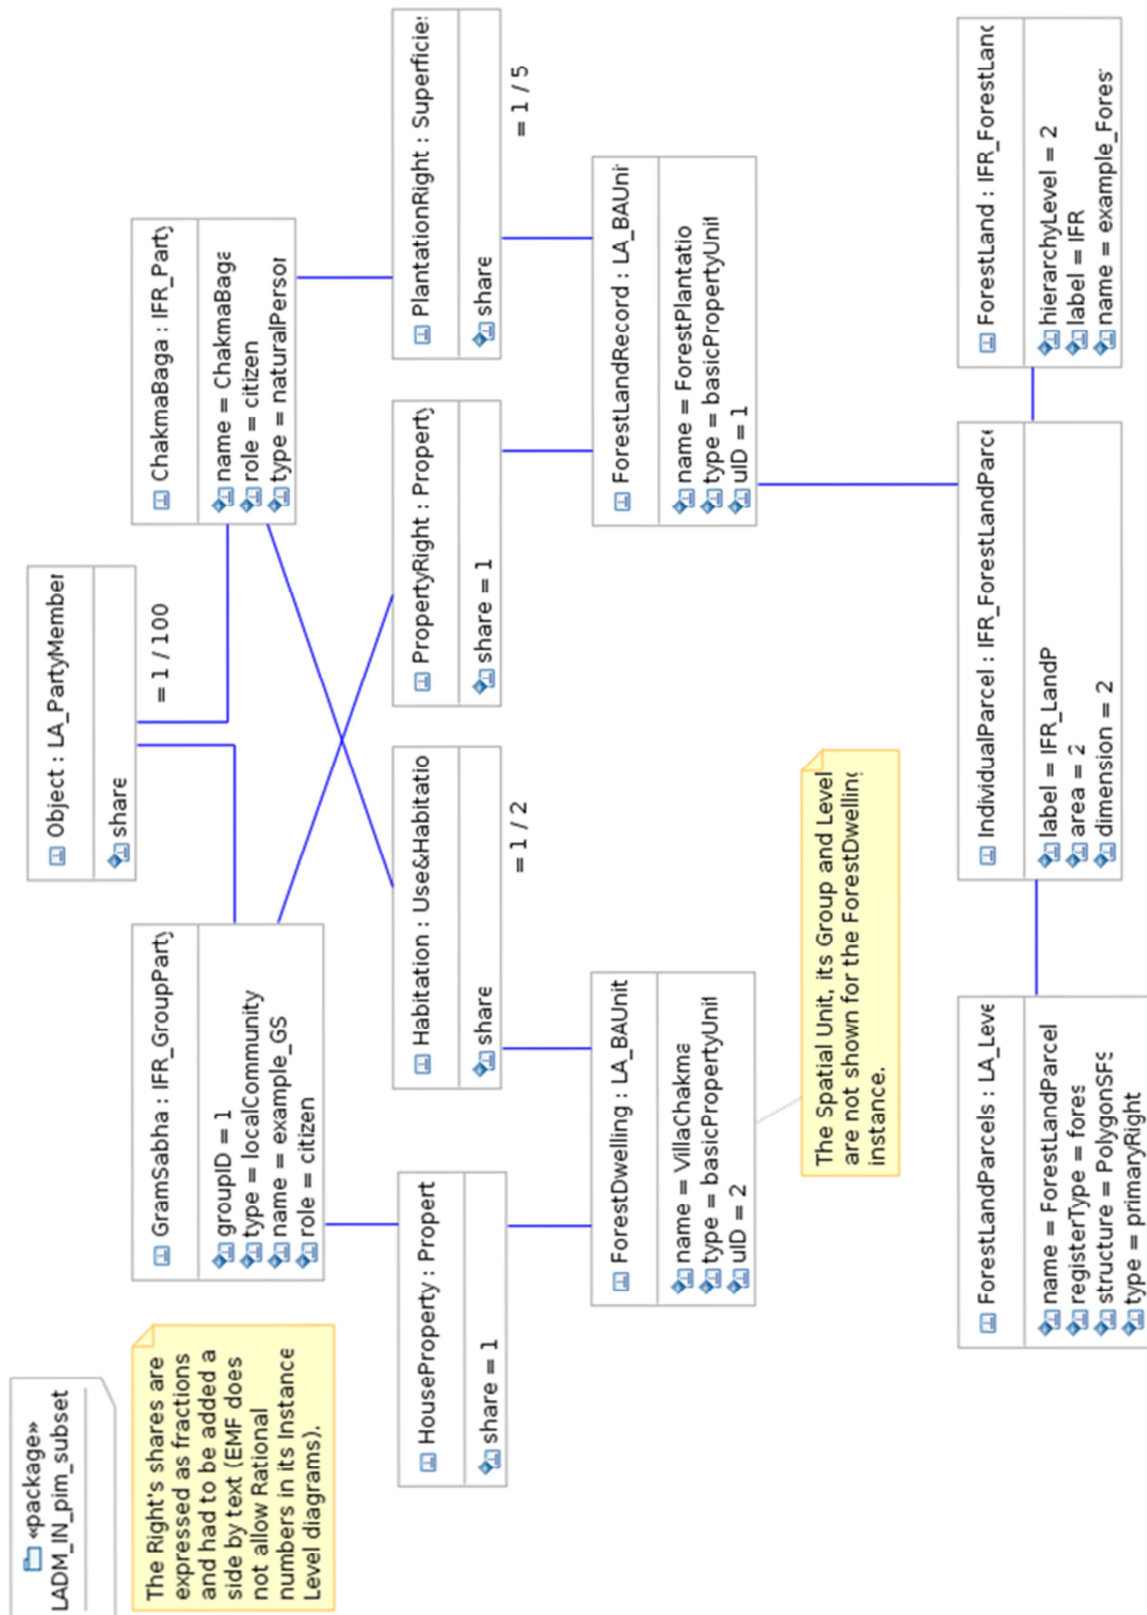 «package»
LADM_IN_pim_subset
The Right's shares are
expressed as fractions
and had to be added a
side by text (EMF does
not allow Rational
numbers in its Instance
Level diagrams).
Object : LA_PartyMember
share
= 1 / 100
GramSabha : IFR_GroupParty
groupID = 1
type = localCommunity
name = example_GS
role = citizen
ChakmaBaga : IFR_Party
name = ChakmaBaga
role = citizen
type = naturalPerson
HouseProperty : Propert
share = 1
Habitation : Use&Habitatio
share
= 1 / 2
PropertyRight : Property
share = 1
PlantationRight : Superficies
share
= 1 / 5
ForestDwelling : LA_BAUnit
name = VillaChakma
type = basicPropertyUnit
uID = 2
ForestLandRecord : LA_BAUni
name = ForestPlantatio
type = basicPropertyUnit
uID = 1
The Spatial Unit, its Group and Level
are not shown for the ForestDwelling
instance.
ForestLandParcels : LA_Leve
name = ForestLandParcel
registerType = fores
structure = PolygonSFS
type = primaryRight
IndividualParcel : IFR_ForestLandParce
label = IFR_LandP
area = 2
dimension = 2
ForestLand : IFR_ForestLand
hierarchyLevel = 2
label = IFR
name = example_Fores